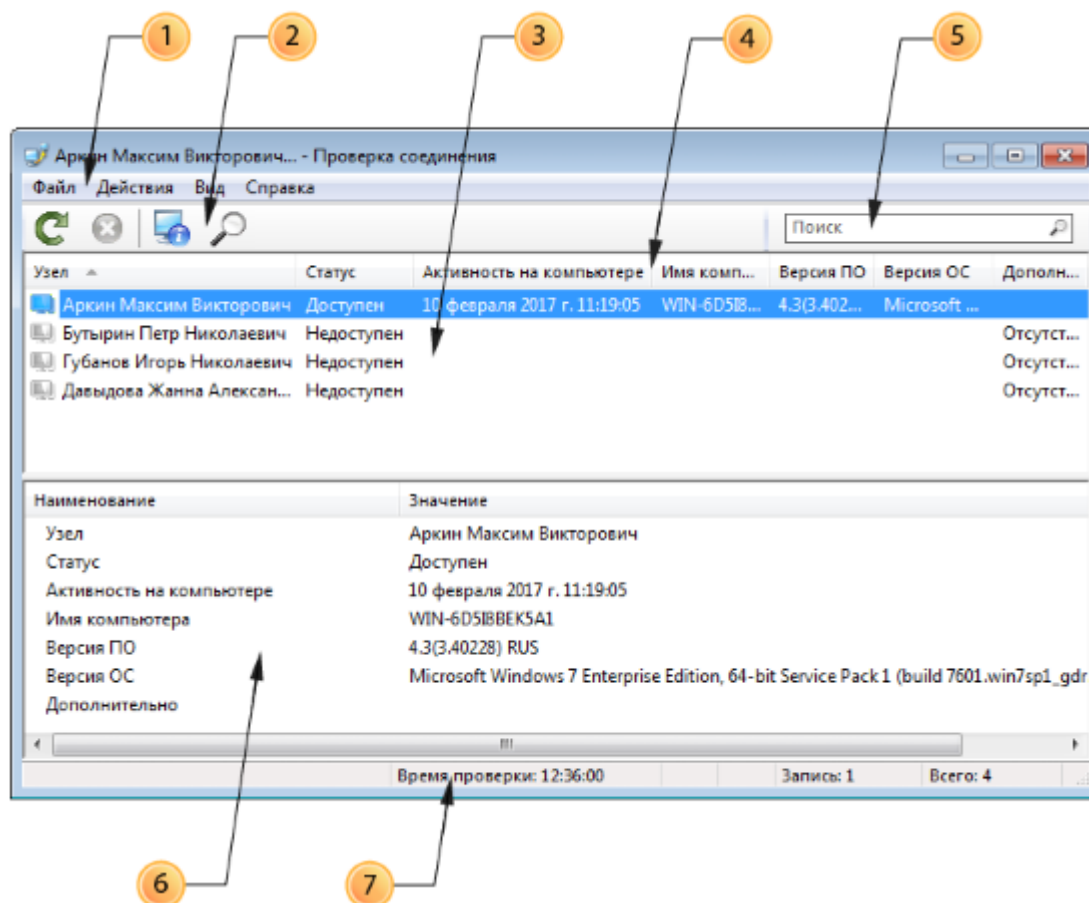 1 2 3 4 5
Аркин Максим Викторович... - Проверка соединения
Файл Действия Вид Справка
Поиск
Узел Статус Активность на компьютере Имя комп... Версия ПО Версия ОС Дополн...
Аркин Максим Викторович Доступен 10 февраля 2017 г. 11:19:05 WIN-6D5I8... 4.3(3.402... Microsoft ...
Бутырин Петр Николаевич Недоступен Отсутст...
Губанов Игорь Николаевич Недоступен Отсутст...
Давыдова Жанна Алексан... Недоступен Отсутст...
Наименование Значение
Узел Аркин Максим Викторович
Статус Доступен
Активность на компьютере 10 февраля 2017 г. 11:19:05
Имя компьютера WIN-6D5I8BEK5A1
Версия ПО 4.3(3.40228) RUS
Версия ОС Microsoft Windows 7 Enterprise Edition, 64-bit Service Pack 1 (build 7601.win7sp1_gdr
Дополнительно
Время проверки: 12:36:00 Запись: 1 Всего: 4
6 7